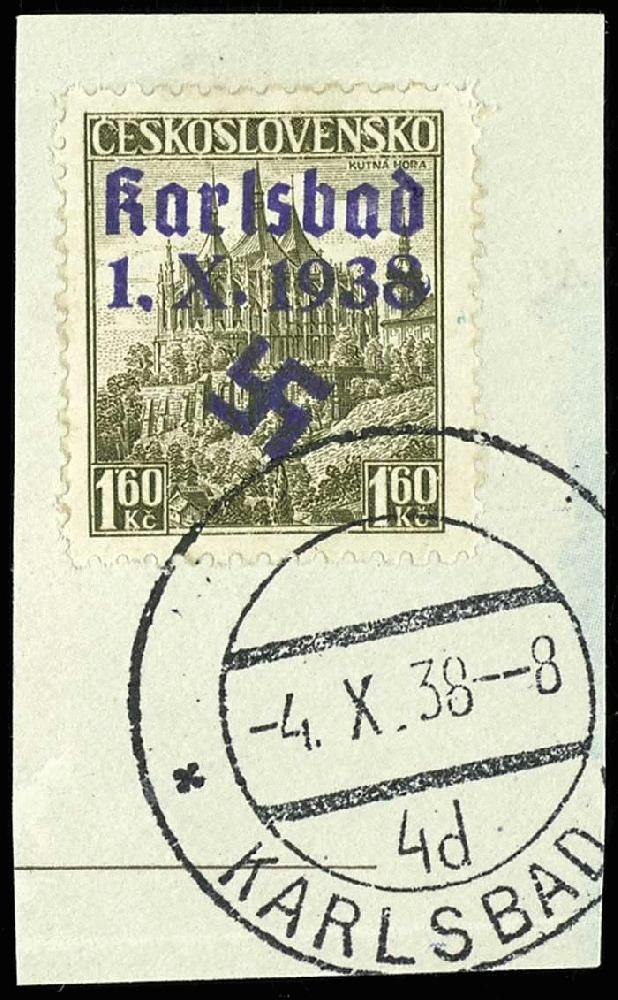 ČESKOSLOVENSKO
KUTNÁ HORA
Karlsbad
1. X. 1938
1·60 Kč
1·60 Kč
-4. X. 38--8
4d
* KARLSBAD